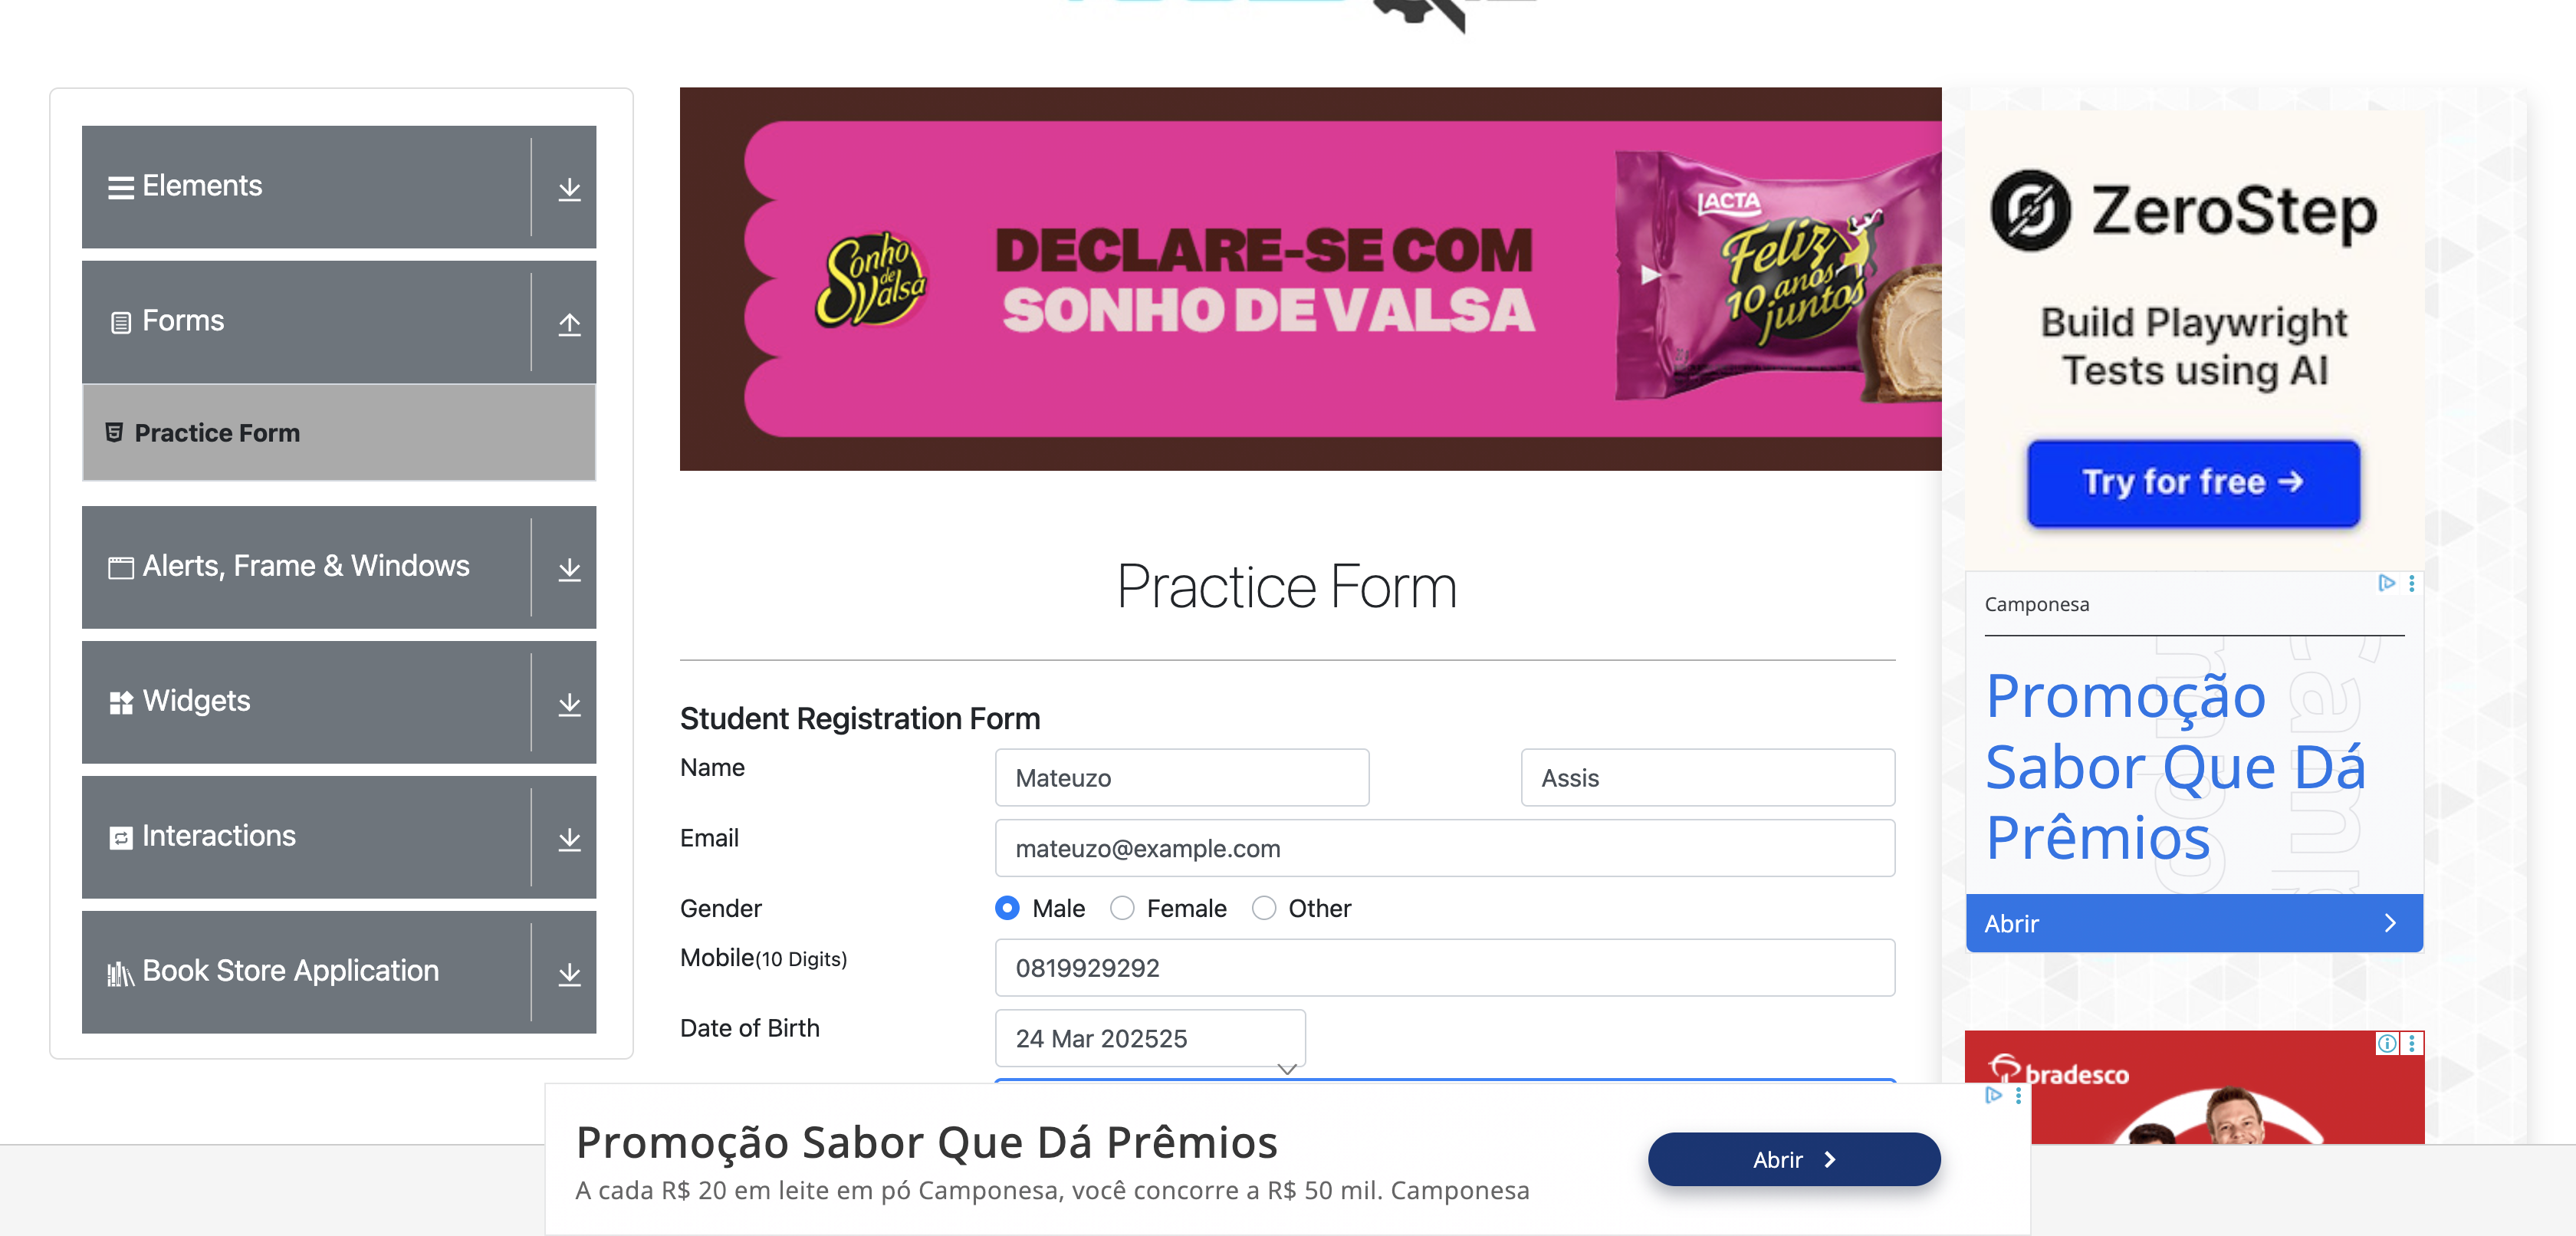 Elements
Forms
Practice Form
Alerts, Frame & Windows
Widgets
Interactions
Book Store Application
Sonho
de
Valsa
DECLARE-SE COM
SONHO DE VALSA
LACTA
Feliz
10 anos
juntos
Practice Form
Student Registration Form
Name
Mateuzo
Assis
Email
mateuzo@example.com
Gender
Male
Female
Other
Mobile(10 Digits)
0819929292
Date of Birth
24 Mar 202525
ZeroStep
Build Playwright
Tests using AI
Try for free →
Camponesa
Promoção
Sabor Que Dá
Prêmios
Abrir
bradesco
Promoção Sabor Que Dá Prêmios
A cada R$ 20 em leite em pó Camponesa, você concorre a R$ 50 mil. Camponesa
Abrir